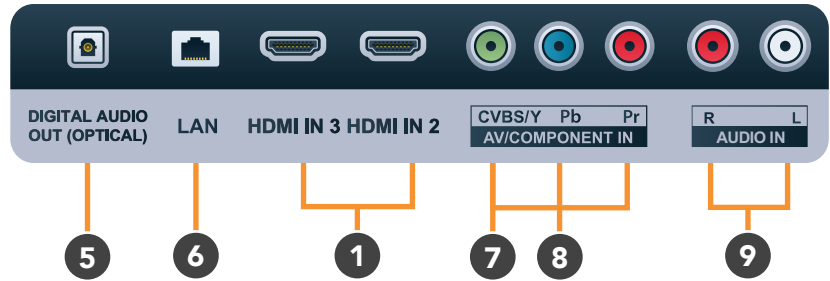 DIGITAL AUDIO
OUT (OPTICAL)
LAN
HDMI IN 3 HDMI IN 2
CVBS/Y Pb Pr
AV/COMPONENT IN
R L
AUDIO IN
5 6 1 7 8 9